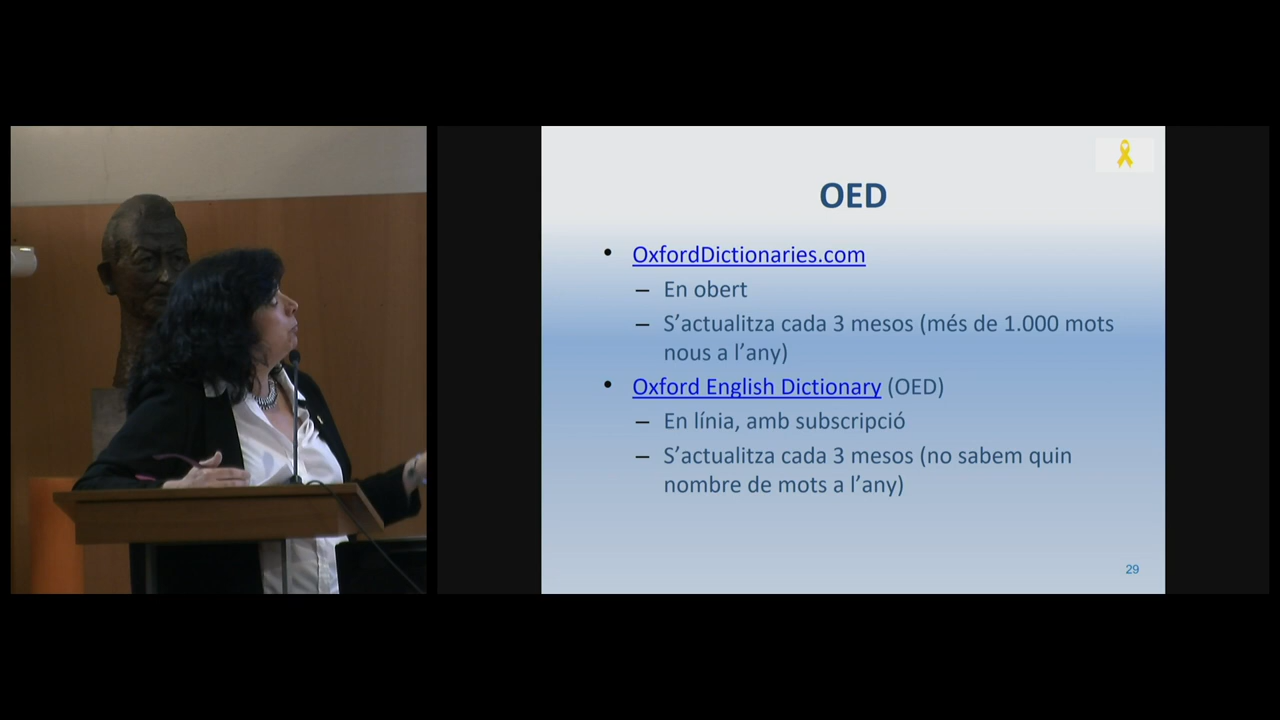 OED
• OxfordDictionaries.com
– En obert
– S’actualitza cada 3 mesos (més de 1.000 mots
nous a l’any)
• Oxford English Dictionary (OED)
– En línia, amb subscripció
– S’actualitza cada 3 mesos (no sabem quin
nombre de mots a l’any)
29